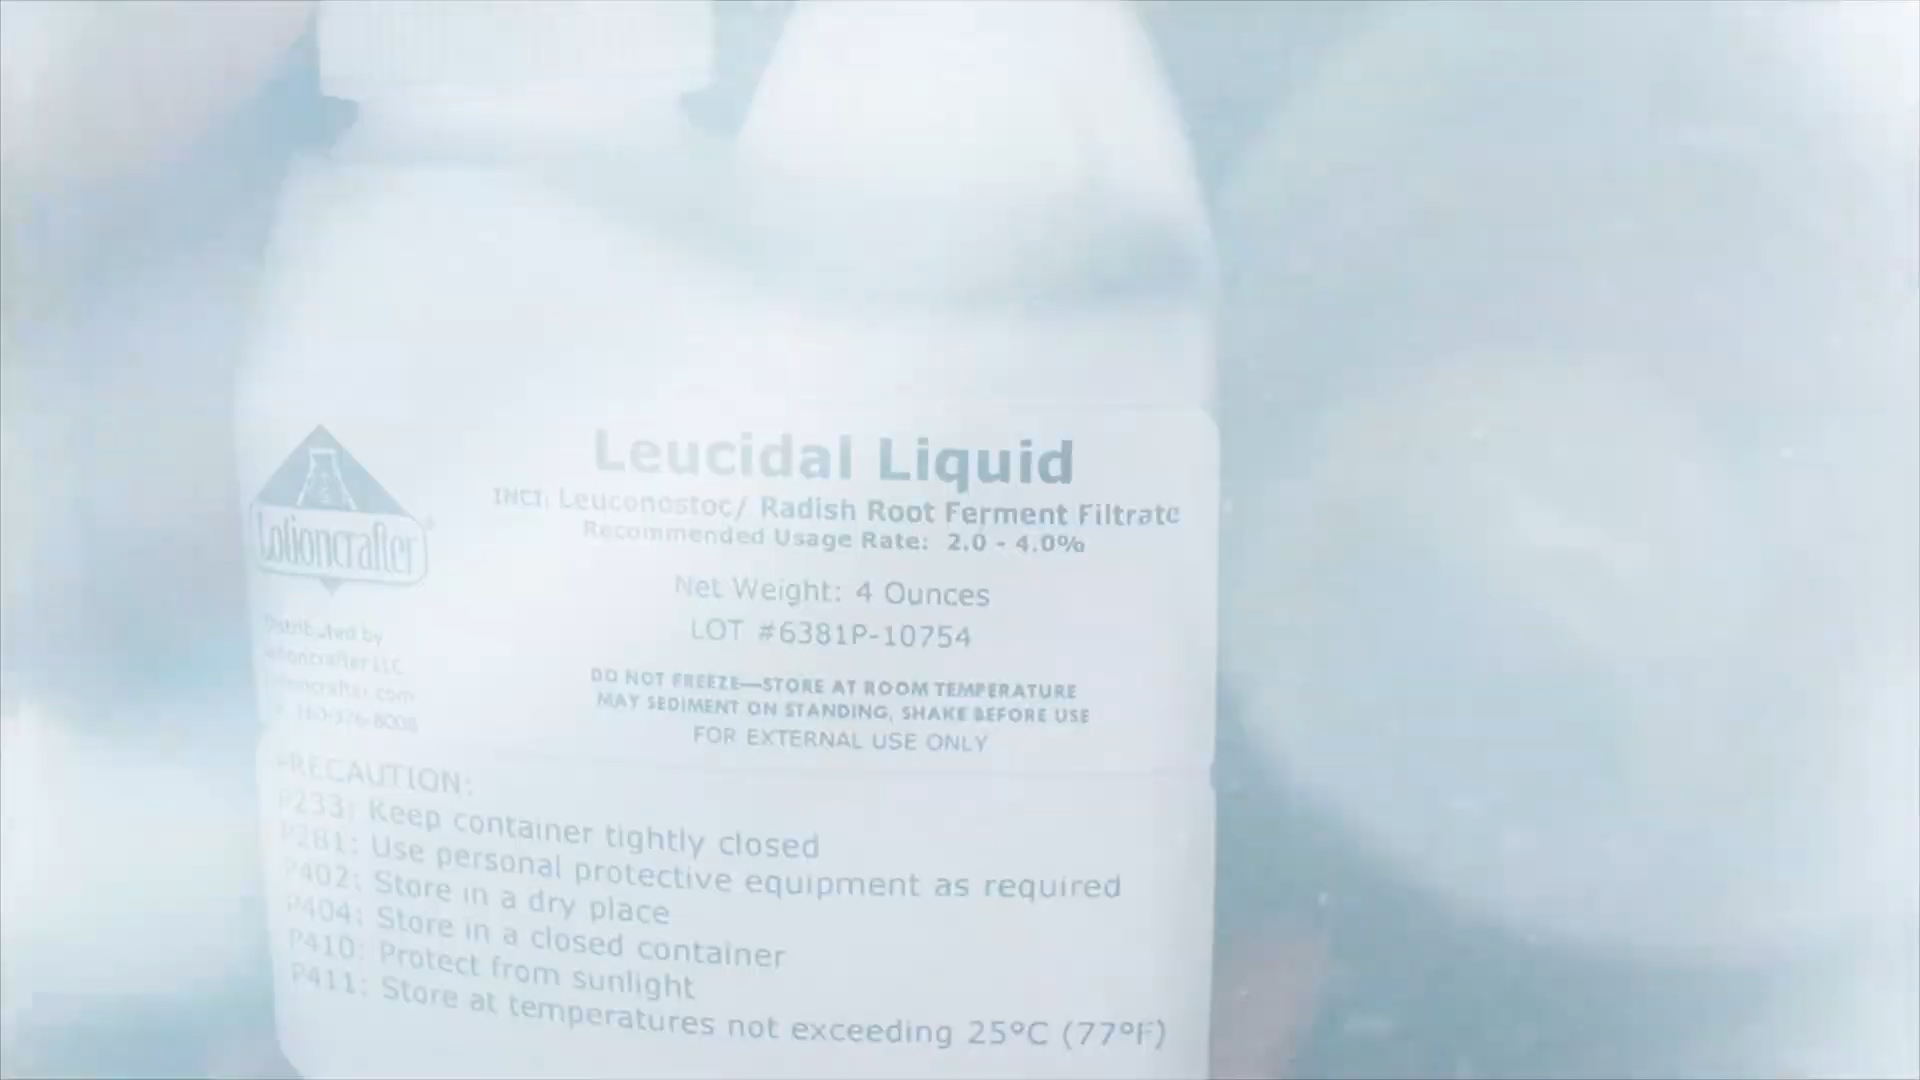 Leucidal Liquid
INCI: Leuconostoc/ Radish Root Ferment Filtrate
Recommended Usage Rate: 2.0 - 4.0%
Net Weight: 4 Ounces
LOT #6381P-10754
DO NOT FREEZE—STORE AT ROOM TEMPERATURE
MAY SEDIMENT ON STANDING, SHAKE BEFORE USE
FOR EXTERNAL USE ONLY
Lotioncrafter
Distributed by
Lotioncrafter LLC
lotioncrafter.com
PRECAUTION:
P233: Keep container tightly closed
P281: Use personal protective equipment as required
P402: Store in a dry place
P404: Store in a closed container
P410: Protect from sunlight
P411: Store at temperatures not exceeding 25ºC (77ºF)